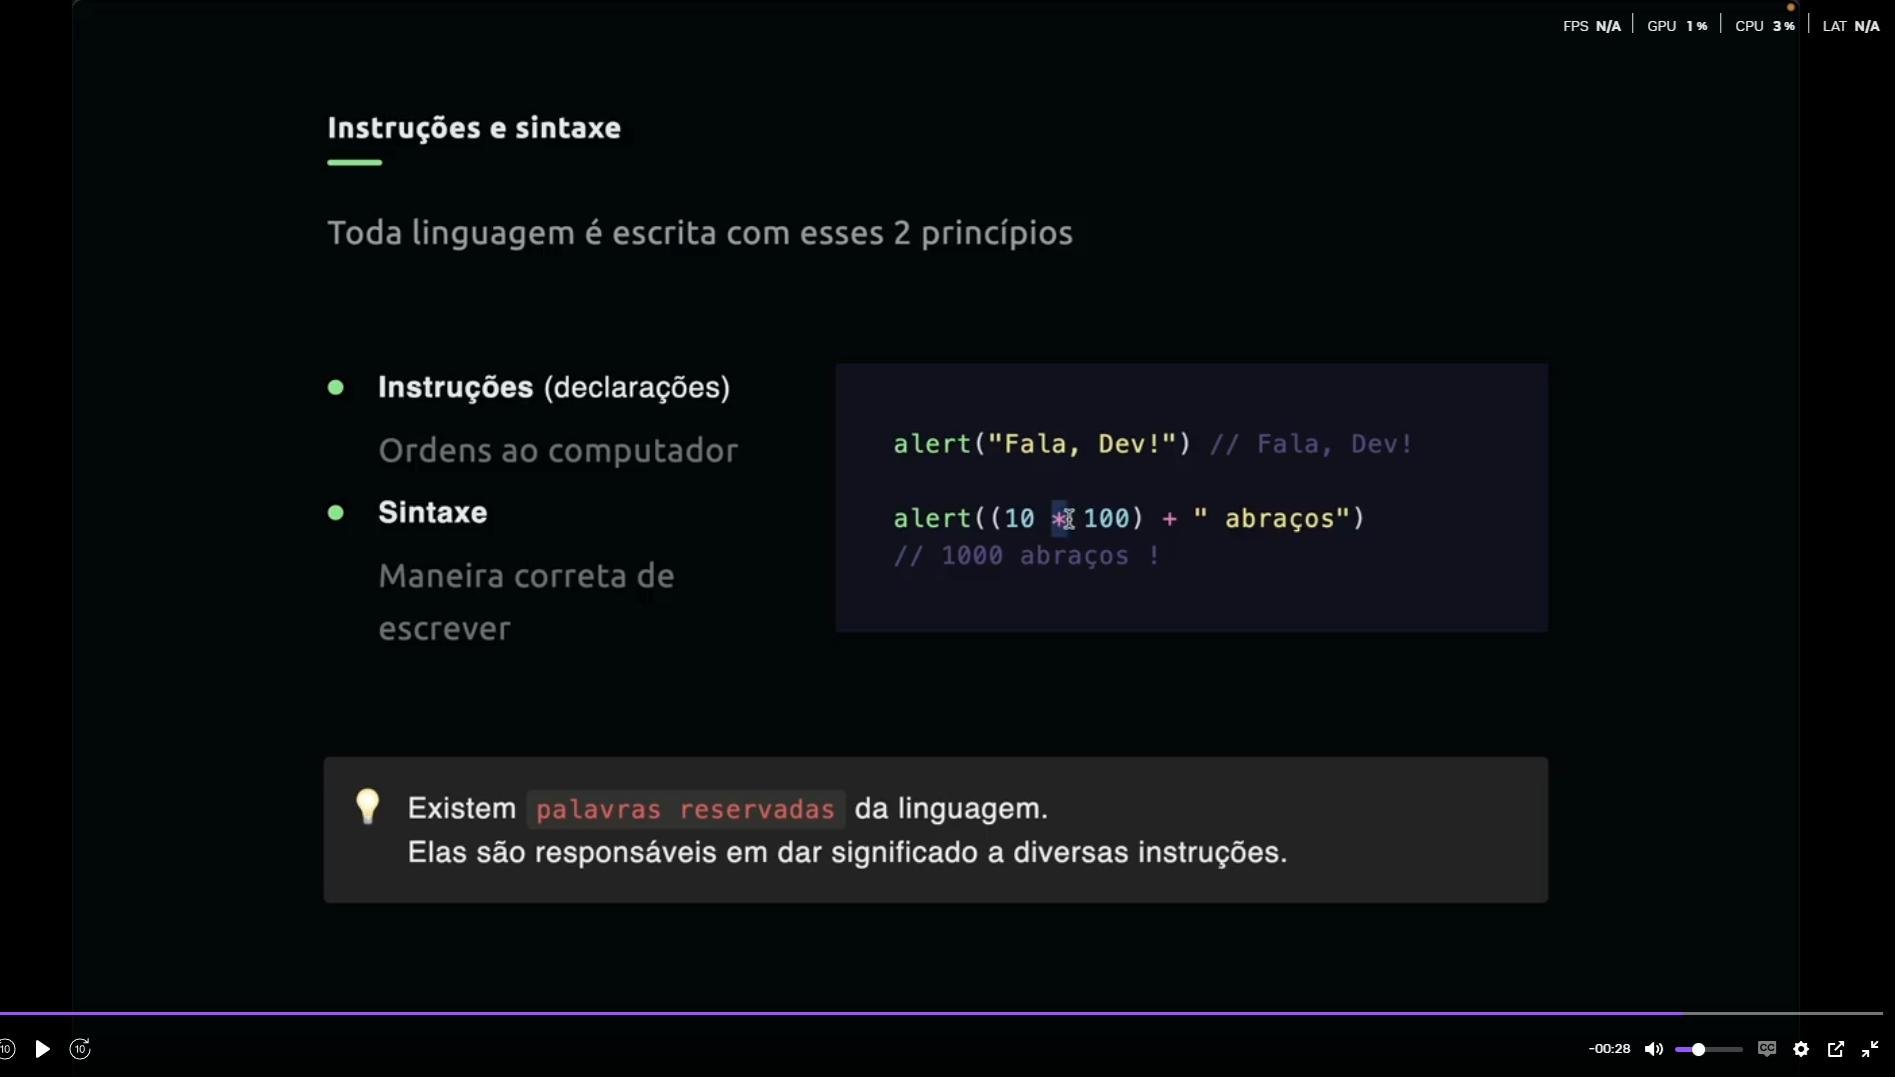 FPS N/A GPU 1 % CPU 3 % LAT N/A
Instruções e sintaxe
Toda linguagem é escrita com esses 2 princípios
Instruções (declarações)
Ordens ao computador
Sintaxe
Maneira correta de
escrever
alert("Fala, Dev!") // Fala, Dev!
alert((10 * 100) + " abraços")
// 1000 abraços !
Existem palavras reservadas da linguagem.
Elas são responsáveis em dar significado a diversas instruções.
10 10 -00:28 CC